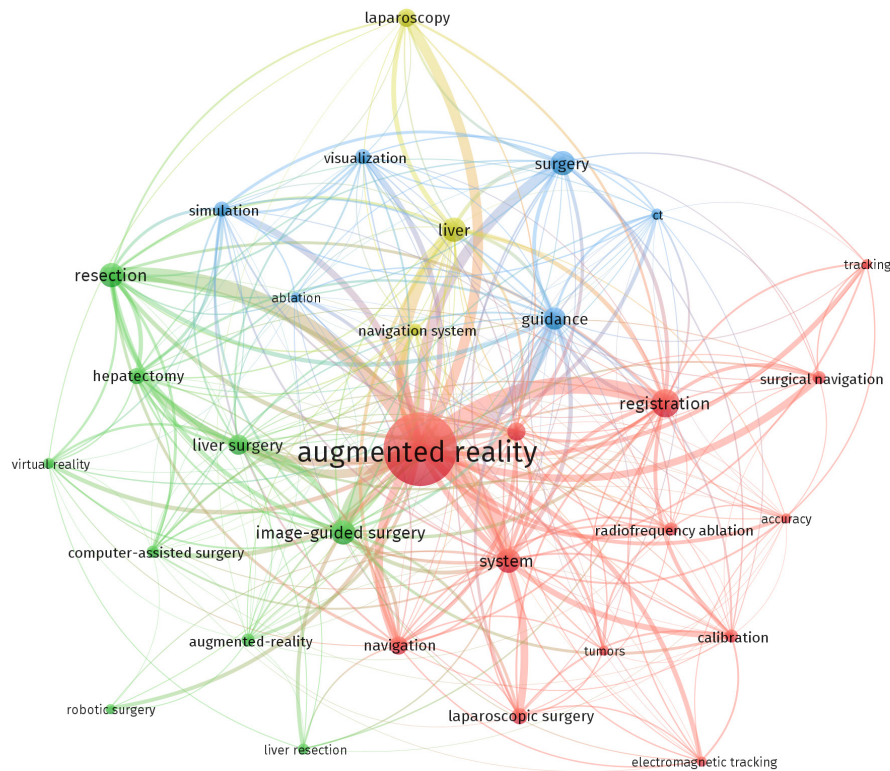 laparoscopy
visualization
surgery
simulation
ct
liver
tracking
resection
ablation
guidance
navigation system
hepatectomy
surgical navigation
registration
liver surgery
augmented reality
virtual reality
accuracy
image-guided surgery
radiofrequency ablation
computer-assisted surgery
system
augmented-reality
navigation
tumors
calibration
robotic surgery
laparoscopic surgery
liver resection
electromagnetic tracking